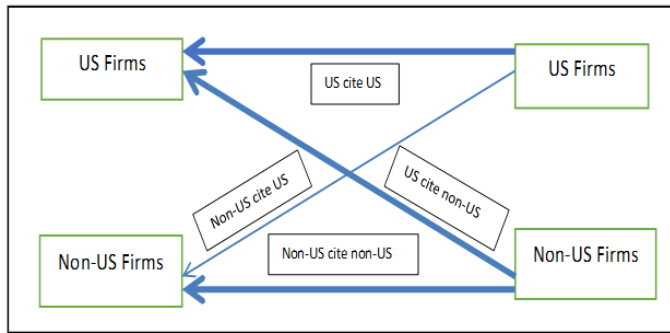 US Firms
US Firms
US cite US
Non-US cite US
US cite non-US
Non-US Firms
Non-US cite non-US
Non-US Firms